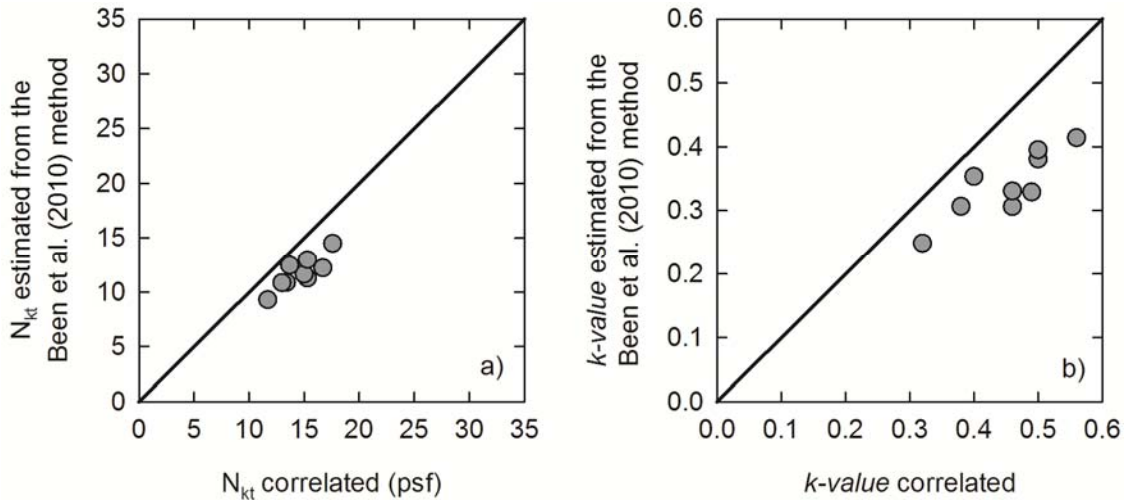 N_kt estimated from the
Been et al. (2010) method
35
30
25
20
15
10
5
0
a)
0 5 10 15 20 25 30 35
N_kt correlated (psf)
k-value estimated from the
Been et al. (2010) method
0.6
0.5
0.4
0.3
0.2
0.1
0.0
b)
0.0 0.1 0.2 0.3 0.4 0.5 0.6
k-value correlated